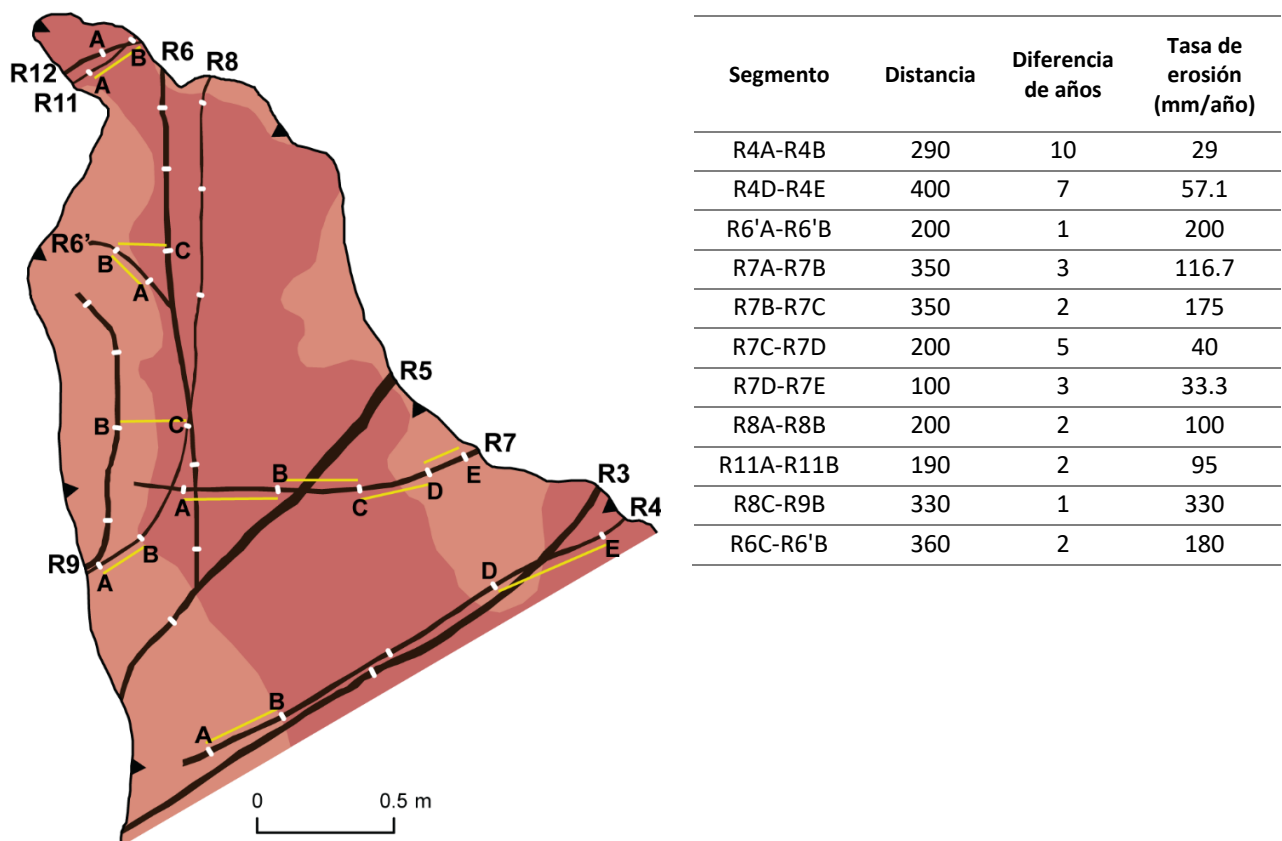 A
B
R6
R8
R12
A
R11
R6'
B
C
A
R5
B
C
R7
B
E
A
D
C
R3
R4
R9
B
A
E
D
B
A
0 0.5 m
Segmento Distancia Diferencia de años Tasa de erosión (mm/año)
R4A-R4B 290 10 29
R4D-R4E 400 7 57.1
R6'A-R6'B 200 1 200
R7A-R7B 350 3 116.7
R7B-R7C 350 2 175
R7C-R7D 200 5 40
R7D-R7E 100 3 33.3
R8A-R8B 200 2 100
R11A-R11B 190 2 95
R8C-R9B 330 1 330
R6C-R6'B 360 2 180